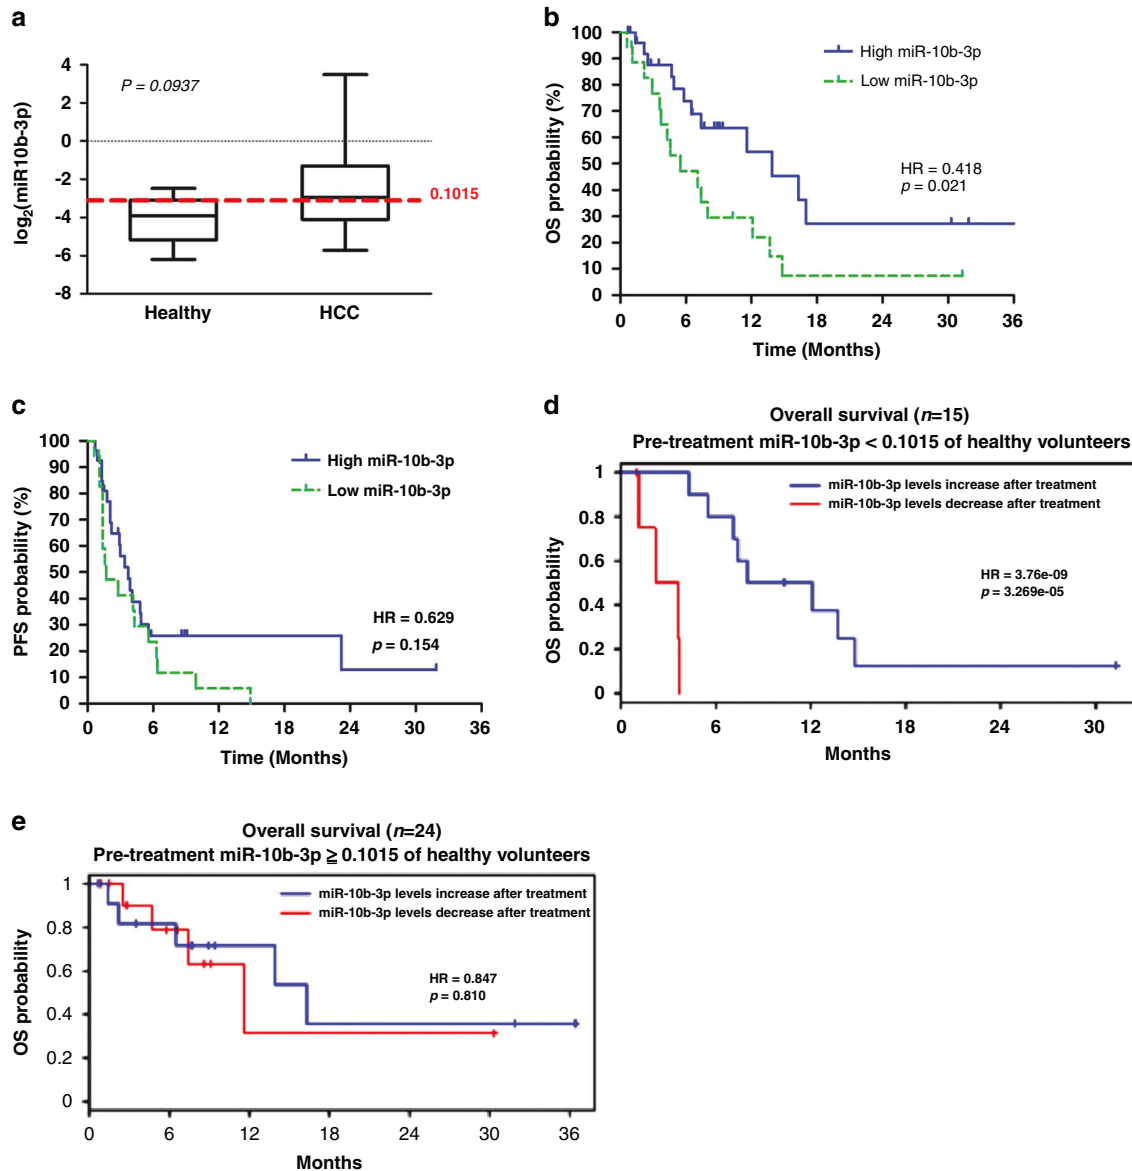 a
P = 0.0937
log2(miR10b-3p)
4
2
0
-2
-4
-6
-8
0.1015
Healthy
HCC
b
OS probability (%)
100
90
80
70
60
50
40
30
20
10
0
High miR-10b-3p
Low miR-10b-3p
HR = 0.418
p = 0.021
0 6 12 18 24 30 36
Time (Months)
c
PFS probability (%)
100
90
80
70
60
50
40
30
20
10
0
High miR-10b-3p
Low miR-10b-3p
HR = 0.629
p = 0.154
0 6 12 18 24 30 36
Time (Months)
d
Overall survival (n=15)
Pre-treatment miR-10b-3p < 0.1015 of healthy volunteers
OS probability
1
0.8
0.6
0.4
0.2
0
miR-10b-3p levels increase after treatment
miR-10b-3p levels decrease after treatment
HR = 3.76e-09
p = 3.269e-05
0 6 12 18 24 30
Months
e
Overall survival (n=24)
Pre-treatment miR-10b-3p ≧ 0.1015 of healthy volunteers
OS probability
1
0.8
0.6
0.4
0.2
0
miR-10b-3p levels increase after treatment
miR-10b-3p levels decrease after treatment
HR = 0.847
p = 0.810
0 6 12 18 24 30 36
Months